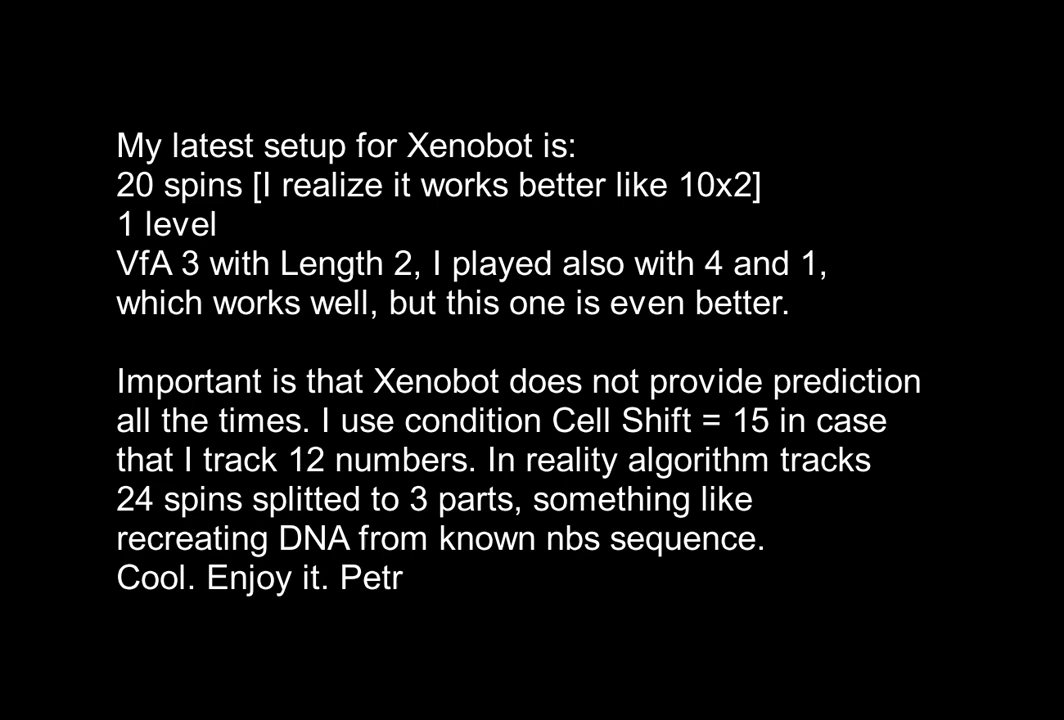 My latest setup for Xenobot is:
20 spins [I realize it works better like 10x2]
1 level
VfA 3 with Length 2, I played also with 4 and 1,
which works well, but this one is even better.
Important is that Xenobot does not provide prediction
all the times. I use condition Cell Shift = 15 in case
that I track 12 numbers. In reality algorithm tracks
24 spins splitted to 3 parts, something like
recreating DNA from known nbs sequence.
Cool. Enjoy it. Petr